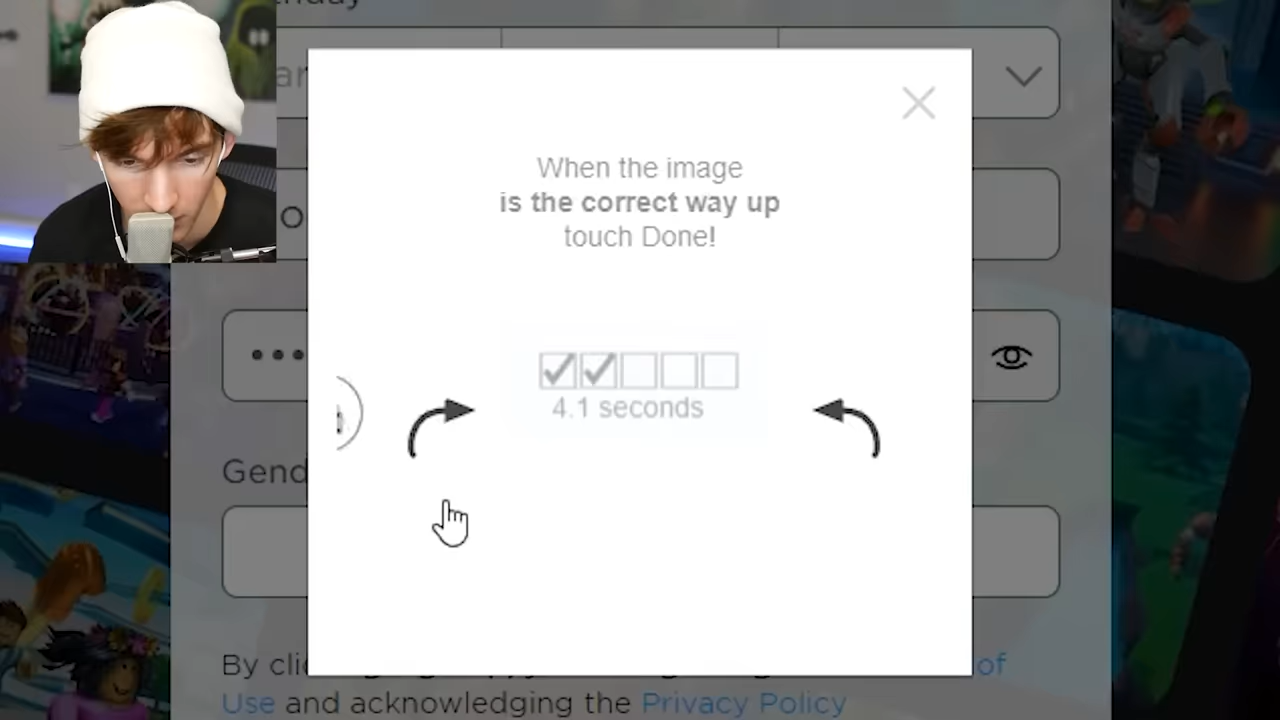 When the image
is the correct way up
touch Done!
4.1 seconds
Gend
By cli
of
Use and acknowledging the Privacy Policy